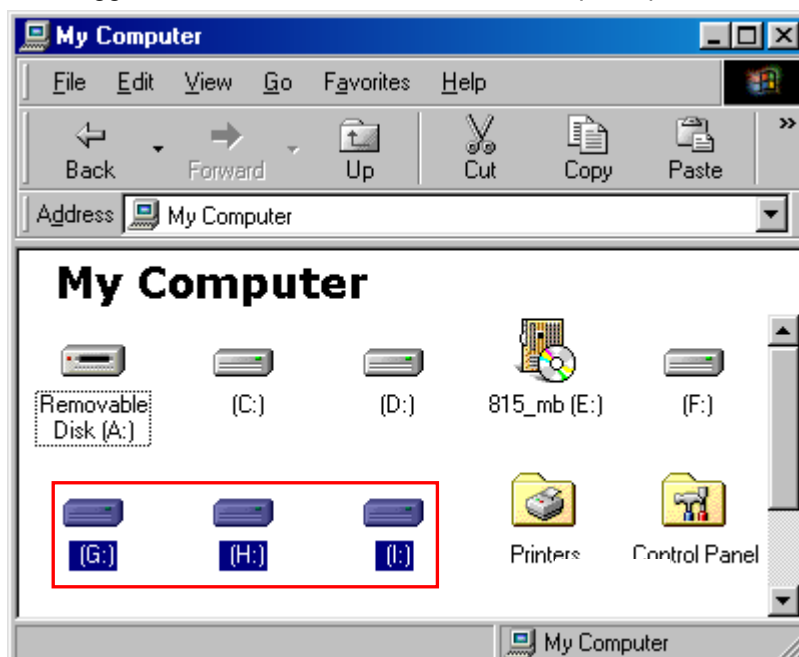 My Computer
File Edit View Go Favorites Help
Back Forward Up Cut Copy Paste »
Address My Computer
My Computer
Removable Disk (A:)
(C:)
(D:)
815_mb (E:)
(F:)
(G:)
(H:)
(I:)
Printers
Control Panel
My Computer